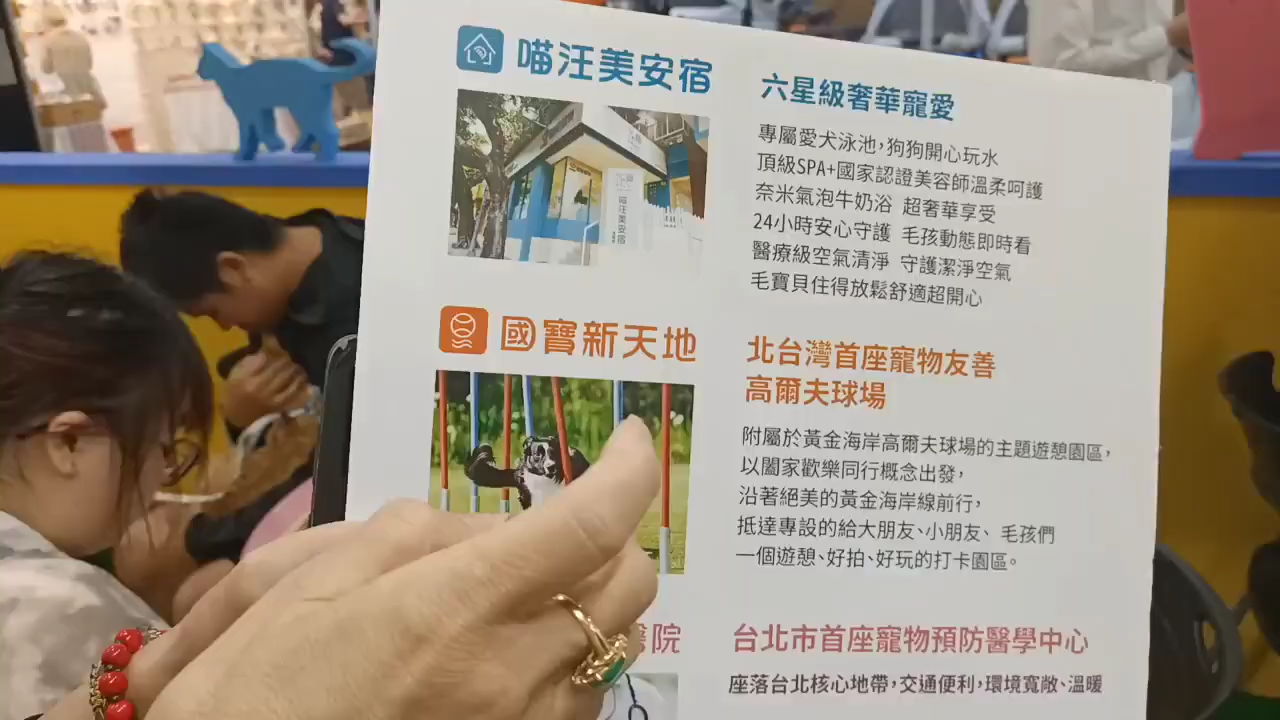 喵汪美安宿
六星級奢華寵愛
專屬愛犬泳池,狗狗開心玩水
頂級SPA+國家認證美容師溫柔呵護
奈米氣泡牛奶浴 超奢華享受
24小時安心守護 毛孩動態即時看
醫療級空氣清淨 守護潔淨空氣
毛寶貝住得放鬆舒適超開心
喵汪美安宿
國寶新天地
北台灣首座寵物友善
高爾夫球場
附屬於黃金海岸高爾夫球場的主題遊憩園區,
以闔家歡樂同行概念出發,
沿著絕美的黃金海岸線前行,
抵達專設的給大朋友、小朋友、毛孩們
一個遊憩、好拍、好玩的打卡園區。
醫院
台北市首座寵物預防醫學中心
座落台北核心地帶,交通便利,環境寬敞、溫暖